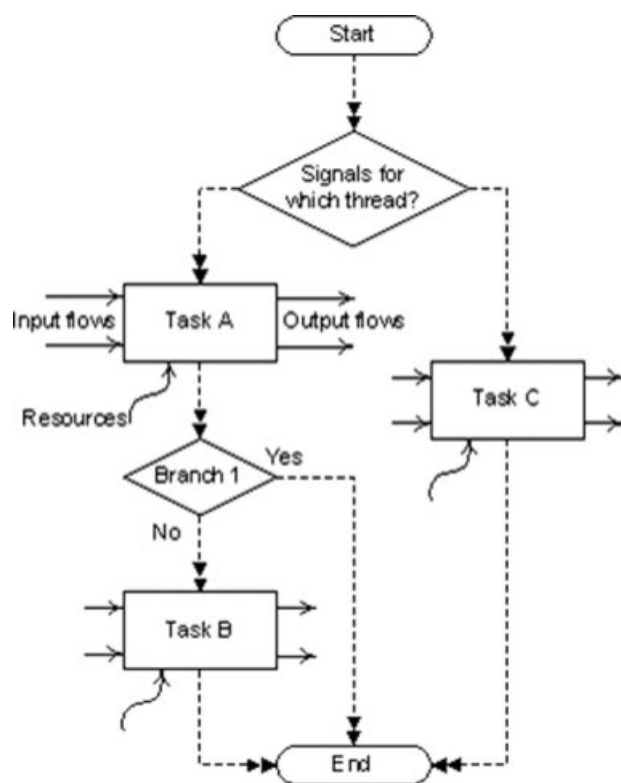 Start
Signals for
which thread?
Input flows
Task A
Output flows
Resources
Task C
Branch 1
Yes
No
Task B
End